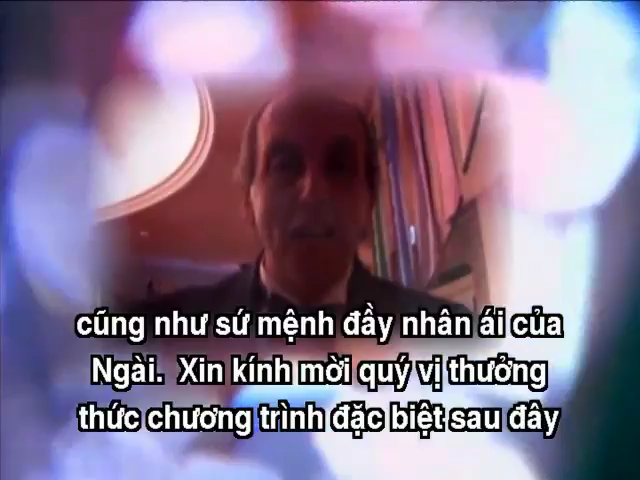 cũng như sứ mệnh đầy nhân ái của
Ngài. Xin kính mời quý vị thưởng
thức chương trình đặc biệt sau đây